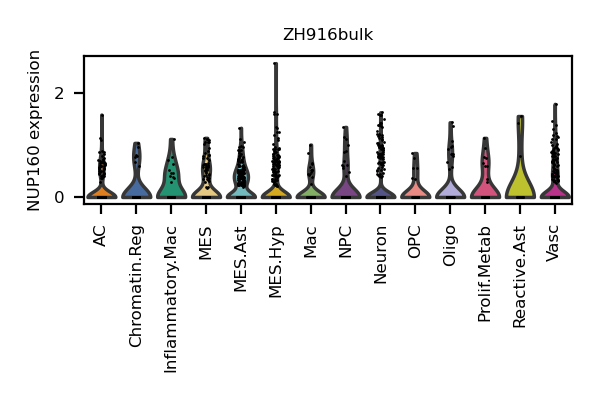 ZH916bulk
NUP160 expression
2
0
AC
Chromatin.Reg
Inflammatory.Mac
MES
MES.Ast
MES.Hyp
Mac
NPC
Neuron
OPC
Oligo
Prolif.Metab
Reactive.Ast
Vasc